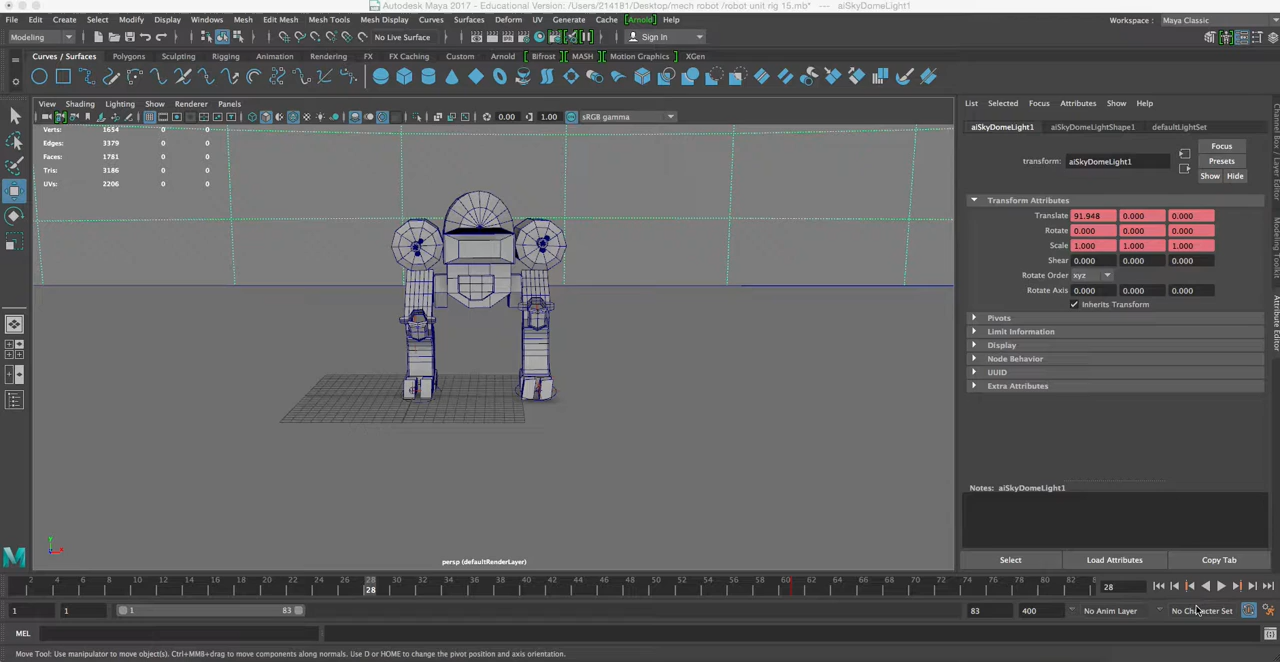 Autodesk Maya 2017 - Educational Version: /Users/214181/Desktop/mech robot /robot unit rig 15.mb*  ---  aiSkyDomeLight1
File Edit Create Select Modify Display Windows Mesh Edit Mesh Mesh Tools Mesh Display Curves Surfaces Deform UV Generate Cache [Arnold] Help Workspace : Maya Classic
Modeling No Live Surface Sign In
Curves / Surfaces Polygons Sculpting Rigging Animation Rendering FX FX Caching Custom Arnold Bifrost MASH Motion Graphics XGen
View Shading Lighting Show Renderer Panels
0.00 1.00 sRGB gamma
Verts: 1654 0 0
Edges: 3379 0 0
Faces: 1781 0 0
Tris: 3186 0 0
UVs: 2206 0 0
persp (defaultRenderLayer)
List Selected Focus Attributes Show Help
aiSkyDomeLight1 aiSkyDomeLightShape1 defaultLightSet
Focus
transform: aiSkyDomeLight1 Presets
Show Hide
Transform Attributes
Translate 91.948 0.000 0.000
Rotate 0.000 0.000 0.000
Scale 1.000 1.000 1.000
Shear 0.000 0.000 0.000
Rotate Order xyz
Rotate Axis 0.000 0.000 0.000
Inherits Transform
Pivots
Limit Information
Display
Node Behavior
UUID
Extra Attributes
Notes: aiSkyDomeLight1
Select Load Attributes Copy Tab
Channel Box / Layer Editor
Modeling Toolkit
Attribute Editor
2 4 6 8 10 12 14 16 18 20 22 24 26 28 30 32 34 36 38 40 42 44 46 48 50 52 54 56 58 60 62 64 66 68 70 72 74 76 78 80 82 28
28
1 1 1 83 83 400 No Anim Layer No Character Set
MEL
Move Tool: Use manipulator to move object(s). Ctrl+MMB+drag to move components along normals. Use D or HOME to change the pivot position and axis orientation.